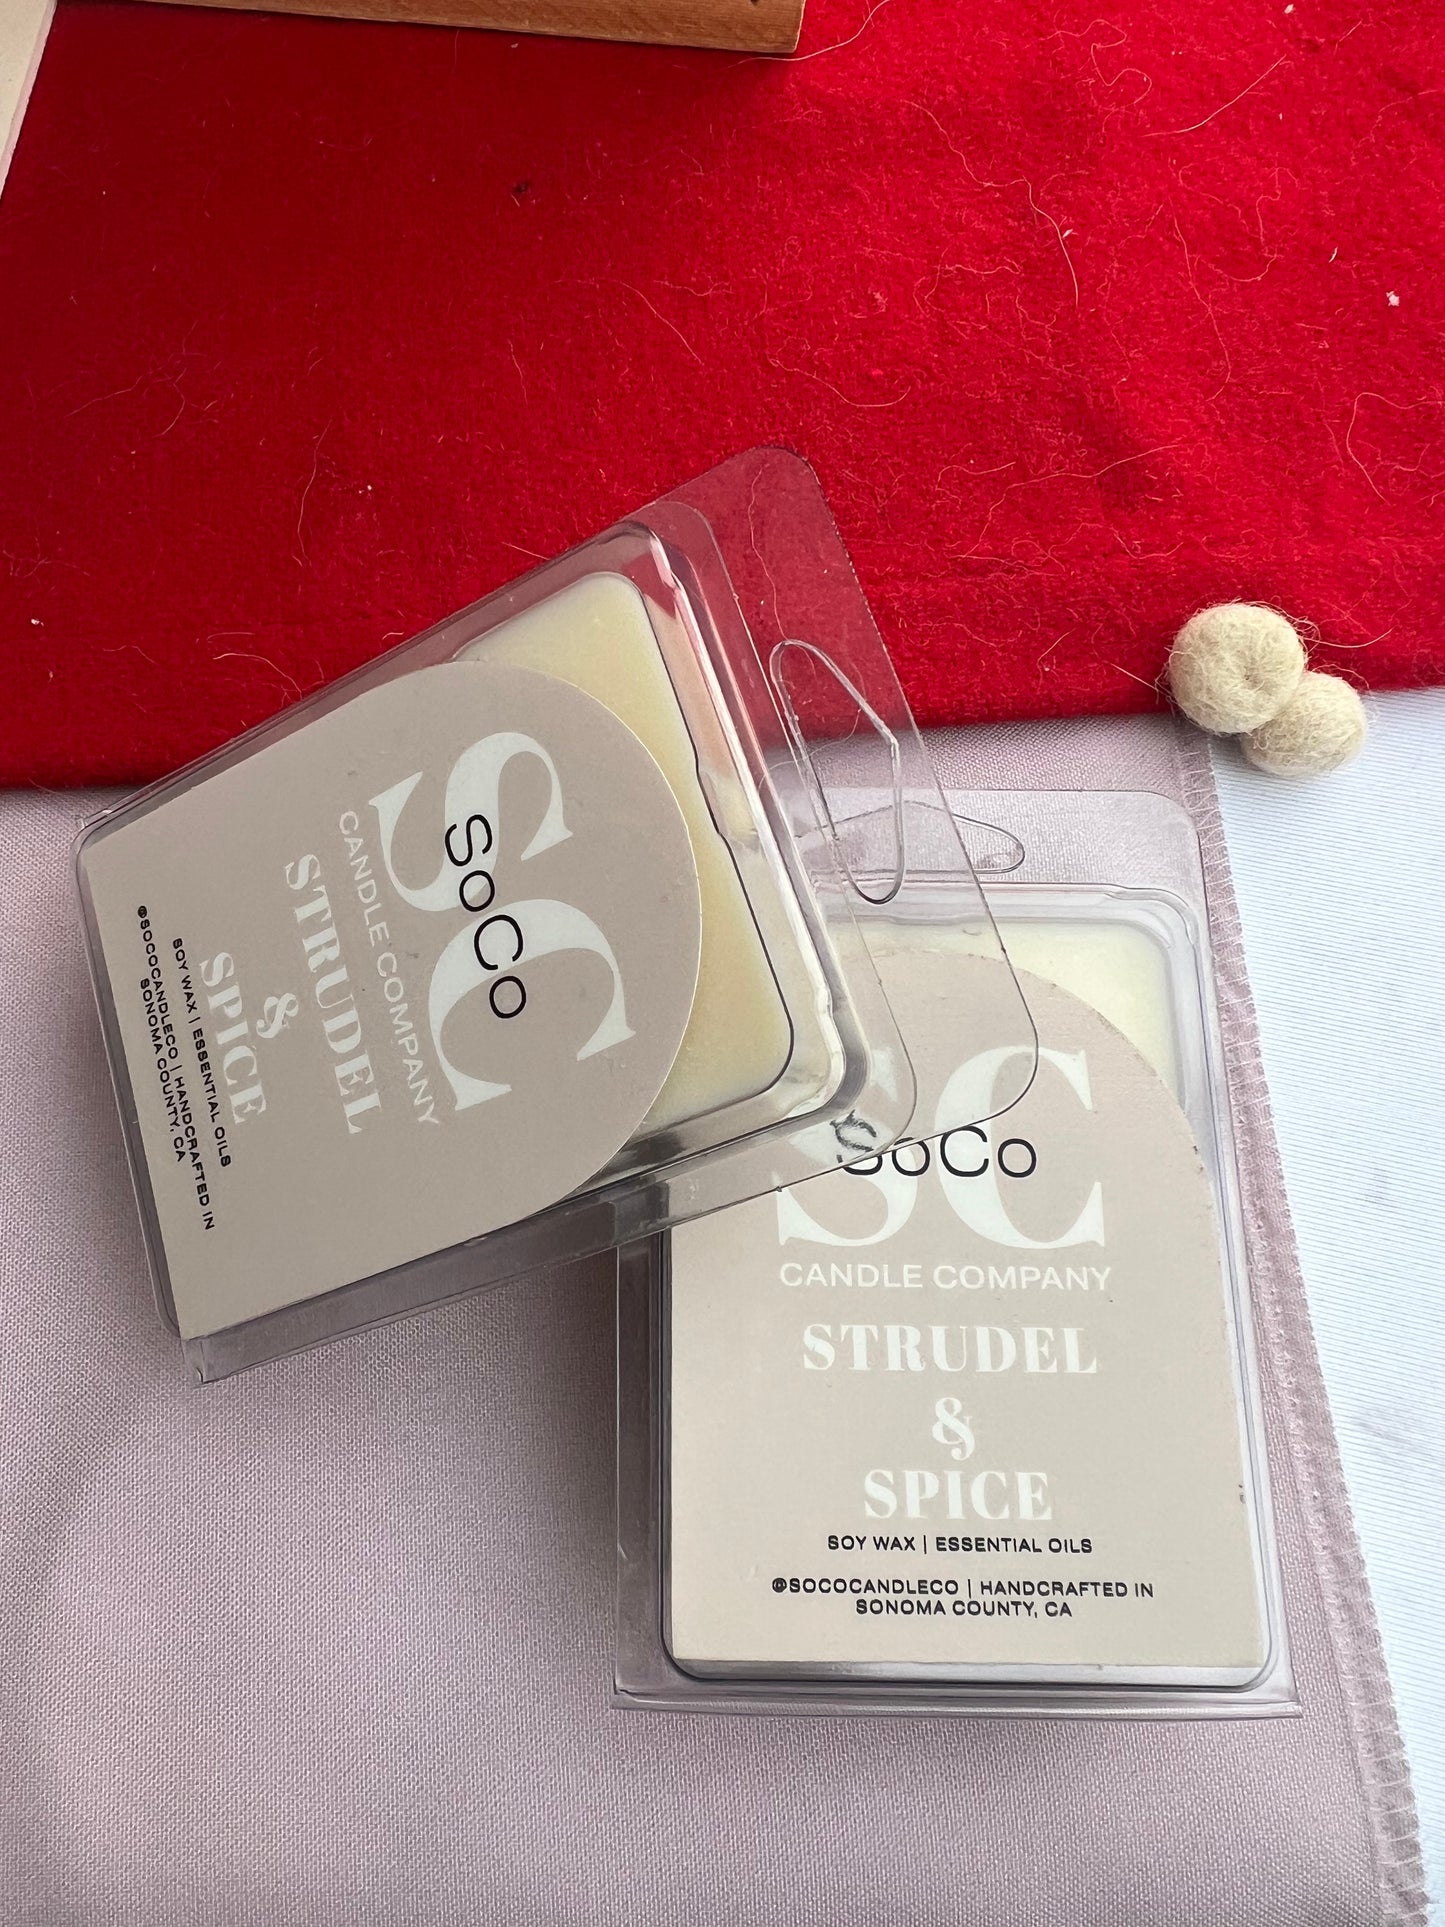 SC
SoCo
CANDLE COMPANY
STRUDEL
&
SPICE
SOY WAX | ESSENTIAL OILS
@SOCOCANDLECO | HANDCRAFTED IN
SONOMA COUNTY, CA
SC
SoCo
CANDLE COMPANY
STRUDEL
&
SPICE
SOY WAX | ESSENTIAL OILS
@SOCOCANDLECO | HANDCRAFTED IN
SONOMA COUNTY, CA